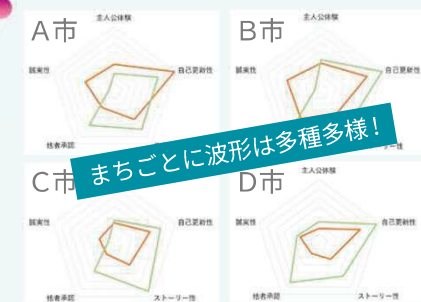 A市
主人公体験
誠実性
自己更新性
他者承認
B市
主人公体験
誠実性
自己更新性
まちごとに波形は多種多様!
C市
誠実性
自己更新性
他者承認
ストーリー性
D市
主人公体験
誠実性
自己更新性
他者承認
ストーリー性